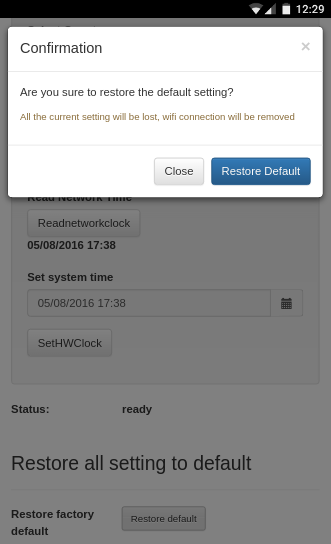 12:29
Confirmation
×
Are you sure to restore the default setting?
All the current setting will be lost, wifi connection will be removed
Close
Restore Default
Read Network Time
Readnetworkclock
05/08/2016 17:38
Set system time
05/08/2016 17:38
SetHWClock
Status: ready
Restore all setting to default
Restore factory
default
Restore default